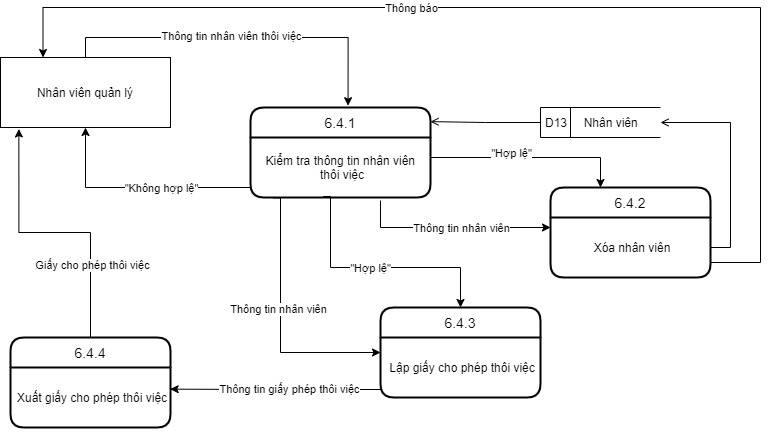 Thông báo
Thông tin nhân viên thôi việc
Nhân viên quản lý
6.4.1
Kiểm tra thông tin nhân viên
thôi việc
D13
Nhân viên
"Hợp lệ"
"Không hợp lệ"
6.4.2
Xóa nhân viên
Thông tin nhân viên
Giấy cho phép thôi việc
"Hợp lệ"
Thông tin nhân viên
6.4.3
Lập giấy cho phép thôi việc
6.4.4
Xuất giấy cho phép thôi việc
Thông tin giấy phép thôi việc